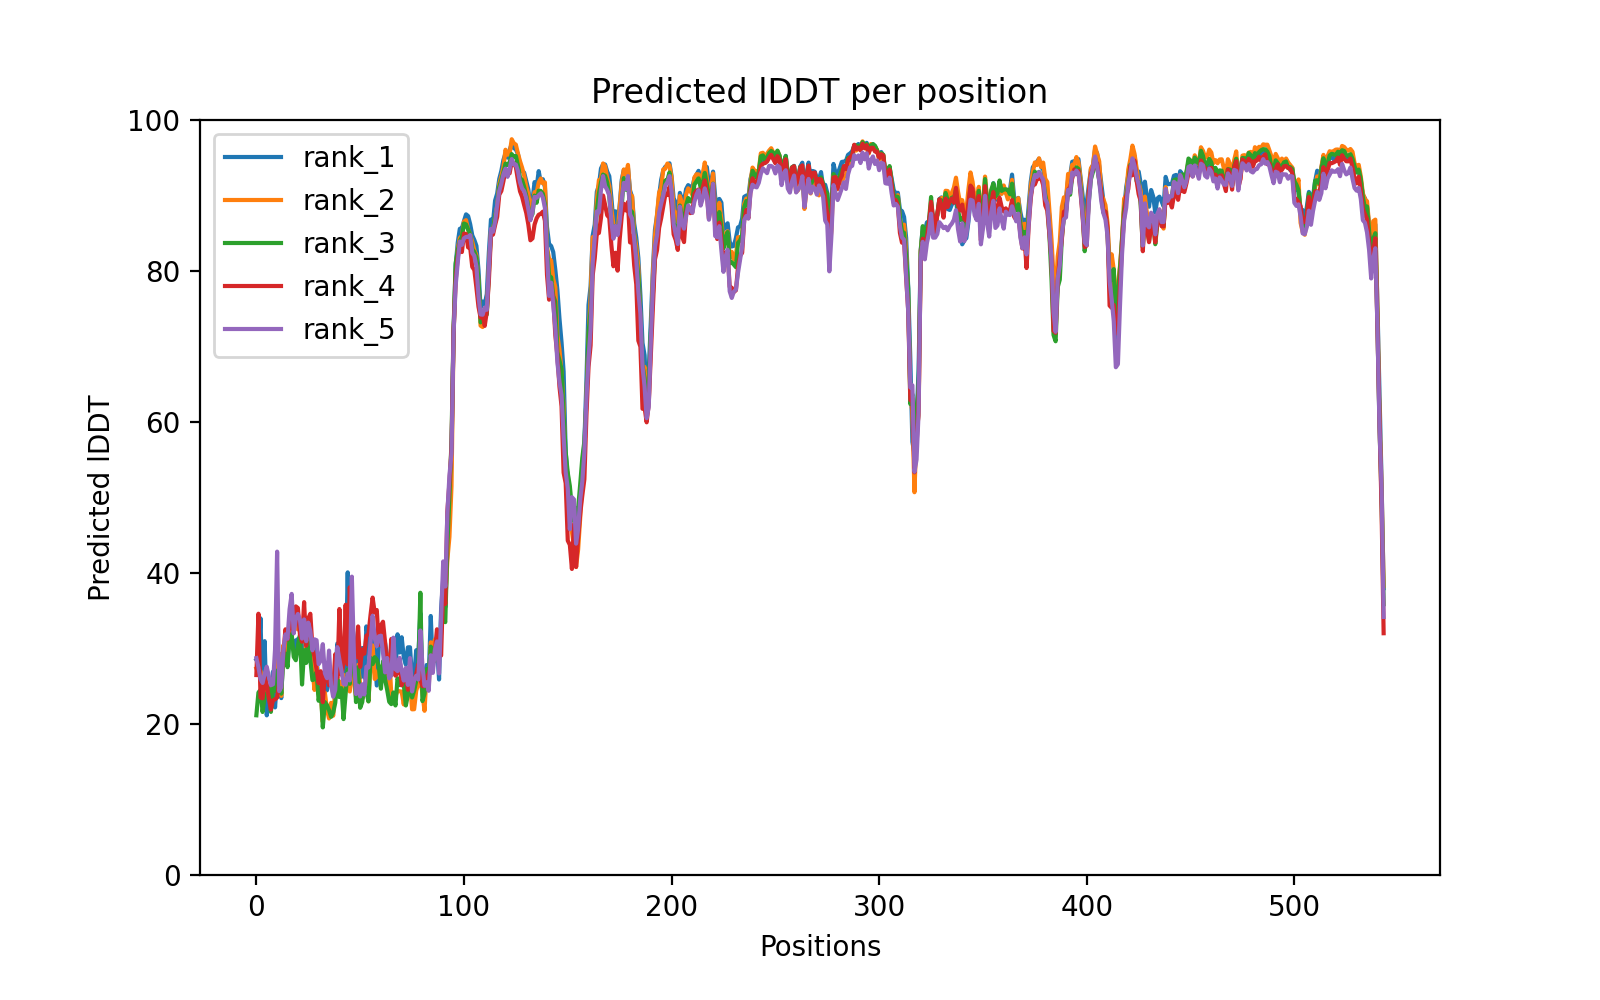 Predicted lDDT per position
100
80
60
40
20
0
Predicted lDDT
rank_1
rank_2
rank_3
rank_4
rank_5
0 100 200 300 400 500
Positions